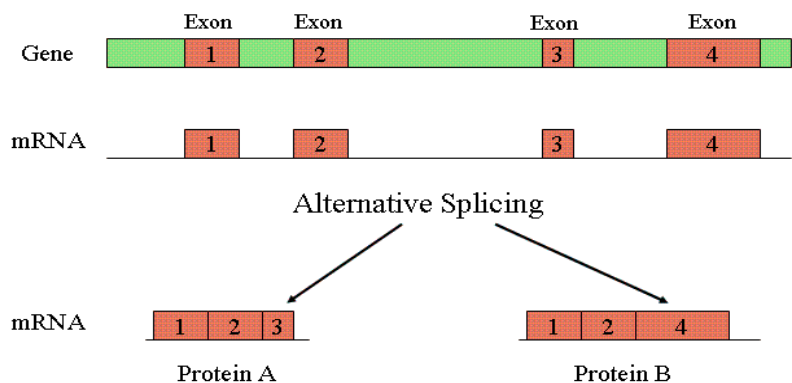 Exon Exon Exon Exon
Gene 1 2 3 4
mRNA 1 2 3 4
Alternative Splicing
mRNA 1 2 3 1 2 4
Protein A Protein B